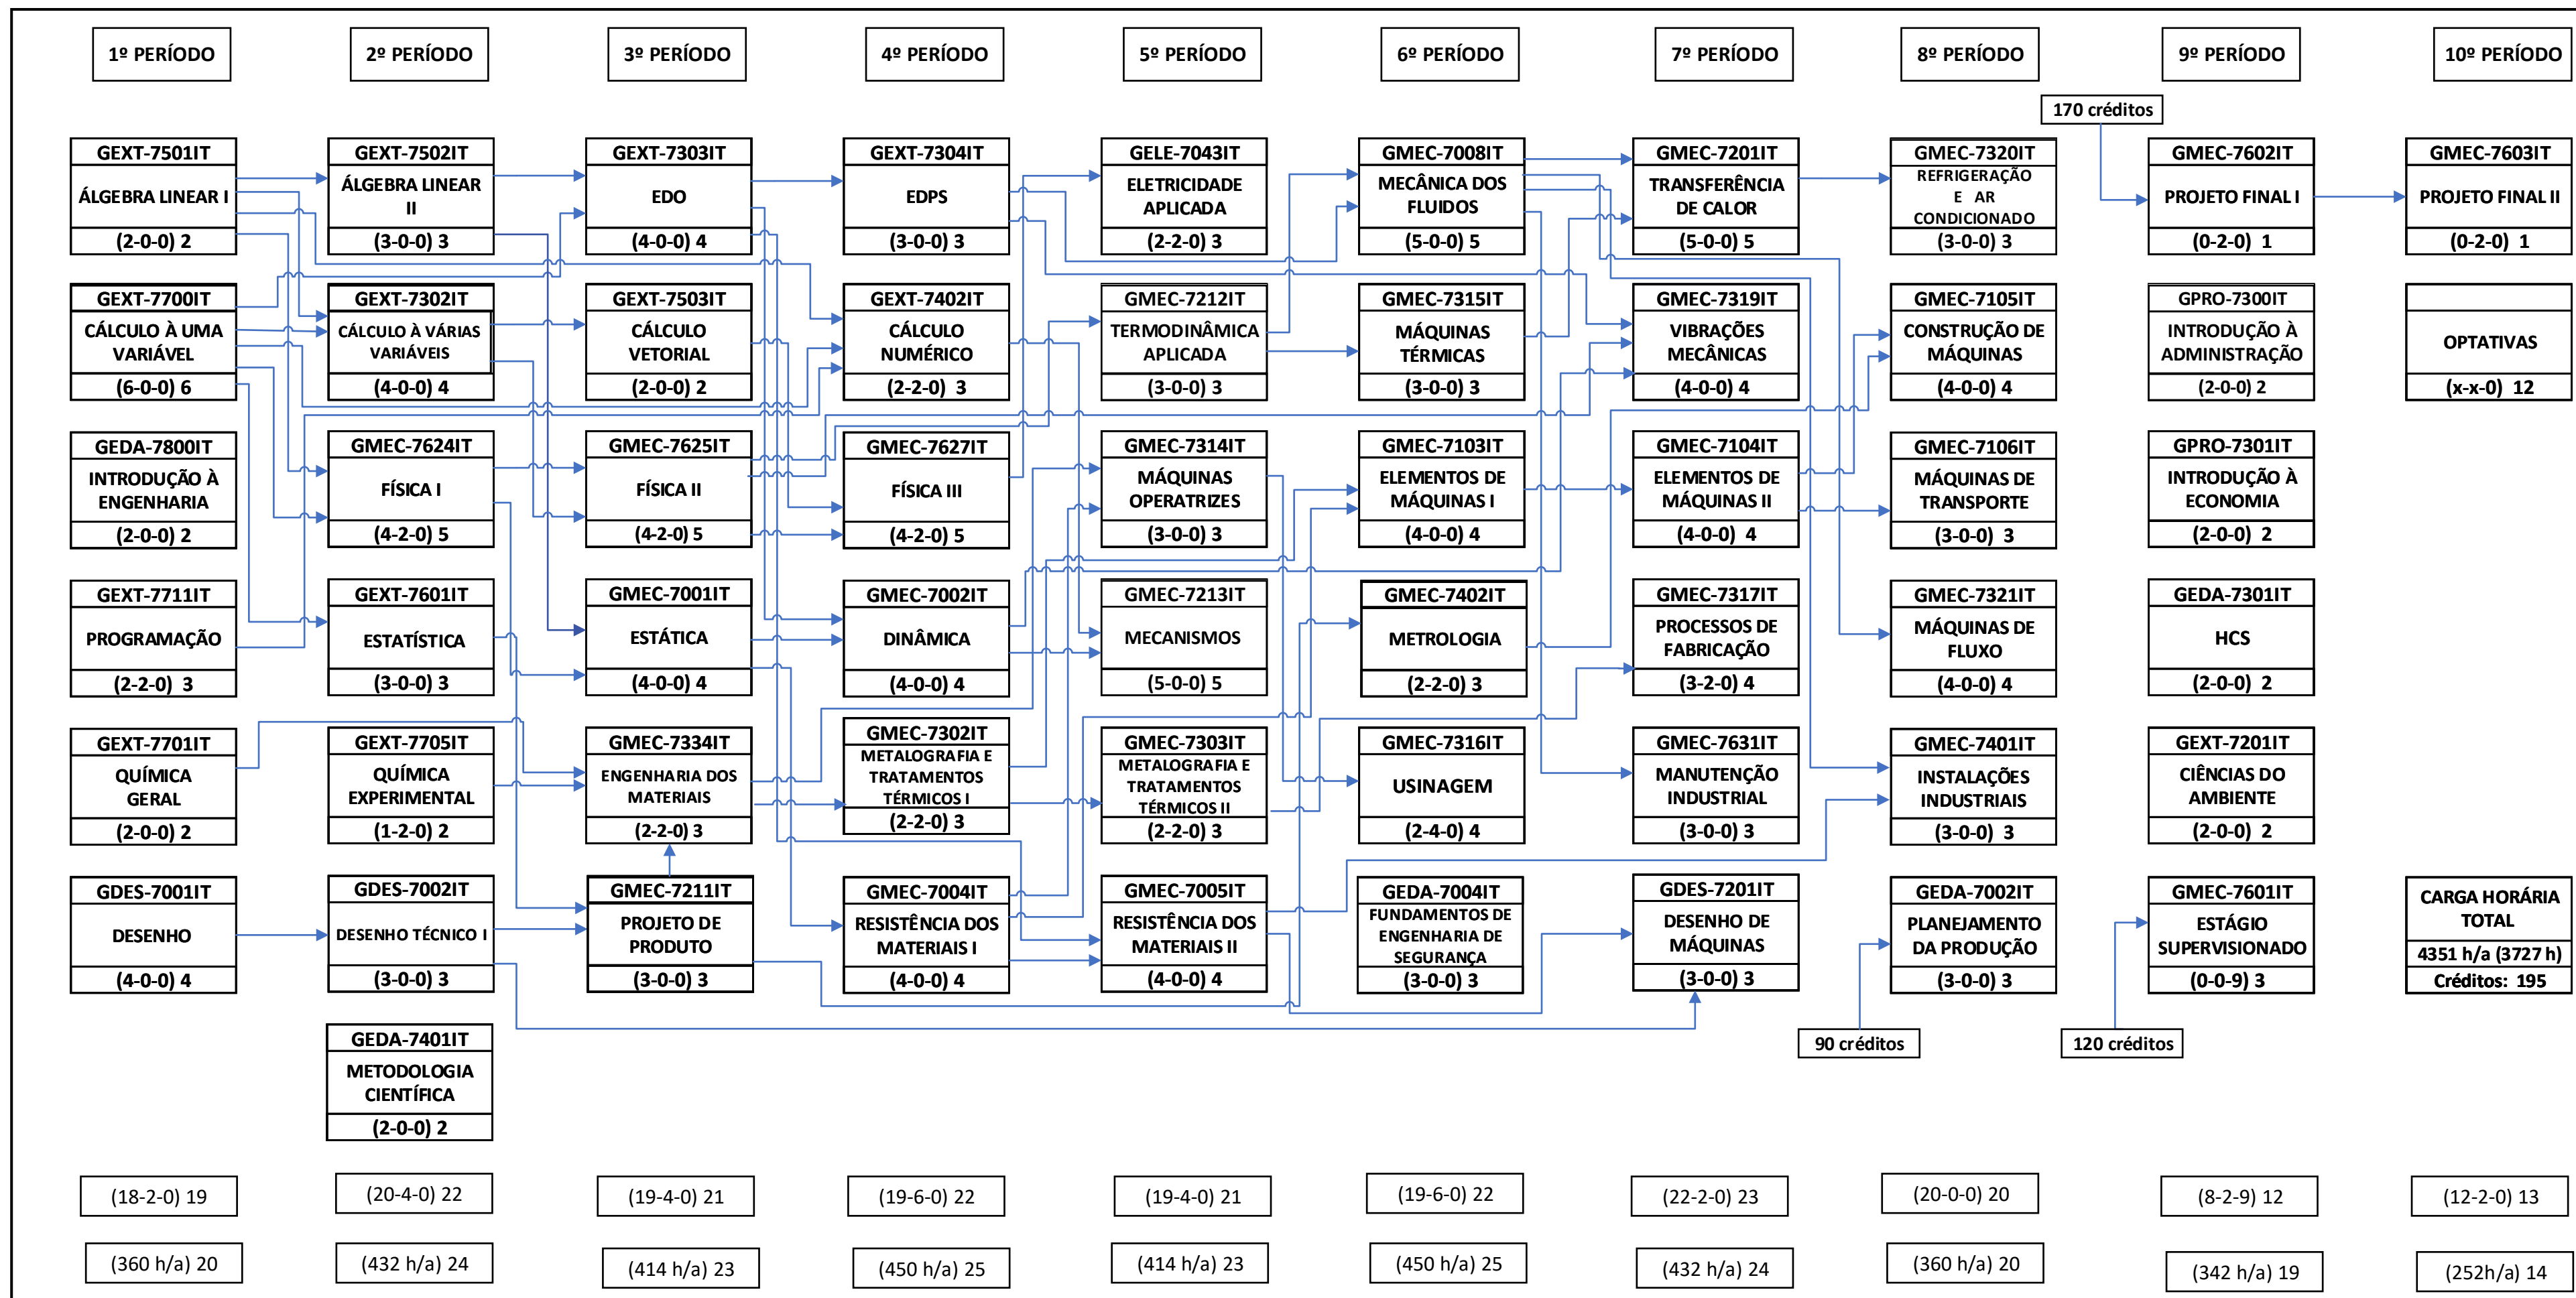 1º PERÍODO
2º PERÍODO
3º PERÍODO
4º PERÍODO
5º PERÍODO
6º PERÍODO
7º PERÍODO
8º PERÍODO
9º PERÍODO
10º PERÍODO
170 créditos
GEXT-7501IT
ÁLGEBRA LINEAR I
(2-0-0) 2
GEXT-7502IT
ÁLGEBRA LINEAR
II
(3-0-0) 3
GEXT-7303IT
EDO
(4-0-0) 4
GEXT-7304IT
EDPS
(3-0-0) 3
GELE-7043IT
ELETRICIDADE
APLICADA
(2-2-0) 3
GMEC-7008IT
MECÂNICA DOS
FLUIDOS
(5-0-0) 5
GMEC-7201IT
TRANSFERÊNCIA
DE CALOR
(5-0-0) 5
GMEC-7320IT
REFRIGERAÇÃO
E AR
CONDICIONADO
(3-0-0) 3
GMEC-7602IT
PROJETO FINAL I
(0-2-0) 1
GMEC-7603IT
PROJETO FINAL II
(0-2-0) 1
GEXT-7700IT
CÁLCULO À UMA
VARIÁVEL
(6-0-0) 6
GEXT-7302IT
CÁLCULO À VÁRIAS
VARIÁVEIS
(4-0-0) 4
GEXT-7503IT
CÁLCULO
VETORIAL
(2-0-0) 2
GEXT-7402IT
CÁLCULO
NUMÉRICO
(2-2-0) 3
GMEC-7212IT
TERMODINÂMICA
APLICADA
(3-0-0) 3
GMEC-7315IT
MÁQUINAS
TÉRMICAS
(3-0-0) 3
GMEC-7319IT
VIBRAÇÕES
MECÂNICAS
(4-0-0) 4
GMEC-7105IT
CONSTRUÇÃO DE
MÁQUINAS
(4-0-0) 4
GPRO-7300IT
INTRODUÇÃO À
ADMINISTRAÇÃO
(2-0-0) 2
OPTATIVAS
(x-x-0) 12
GEDA-7800IT
INTRODUÇÃO À
ENGENHARIA
(2-0-0) 2
GMEC-7624IT
FÍSICA I
(4-2-0) 5
GMEC-7625IT
FÍSICA II
(4-2-0) 5
GMEC-7627IT
FÍSICA III
(4-2-0) 5
GMEC-7314IT
MÁQUINAS
OPERATRIZES
(3-0-0) 3
GMEC-7103IT
ELEMENTOS DE
MÁQUINAS I
(4-0-0) 4
GMEC-7104IT
ELEMENTOS DE
MÁQUINAS II
(4-0-0) 4
GMEC-7106IT
MÁQUINAS DE
TRANSPORTE
(3-0-0) 3
GPRO-7301IT
INTRODUÇÃO À
ECONOMIA
(2-0-0) 2
GEXT-7711IT
PROGRAMAÇÃO
(2-2-0) 3
GEXT-7601IT
ESTATÍSTICA
(3-0-0) 3
GMEC-7001IT
ESTÁTICA
(4-0-0) 4
GMEC-7002IT
DINÂMICA
(4-0-0) 4
GMEC-7213IT
MECANISMOS
(5-0-0) 5
GMEC-7402IT
METROLOGIA
(2-2-0) 3
GMEC-7317IT
PROCESSOS DE
FABRICAÇÃO
(3-2-0) 4
GMEC-7321IT
MÁQUINAS DE
FLUXO
(4-0-0) 4
GEDA-7301IT
HCS
(2-0-0) 2
GEXT-7701IT
QUÍMICA
GERAL
(2-0-0) 2
GEXT-7705IT
QUÍMICA
EXPERIMENTAL
(1-2-0) 2
GMEC-7334IT
ENGENHARIA DOS
MATERIAIS
(2-2-0) 3
GMEC-7302IT
METALOGRAFIA E
TRATAMENTOS
TÉRMICOS I
(2-2-0) 3
GMEC-7303IT
METALOGRAFIA E
TRATAMENTOS
TÉRMICOS II
(2-2-0) 3
GMEC-7316IT
USINAGEM
(2-4-0) 4
GMEC-7631IT
MANUTENÇÃO
INDUSTRIAL
(3-0-0) 3
GMEC-7401IT
INSTALAÇÕES
INDUSTRIAIS
(3-0-0) 3
GEXT-7201IT
CIÊNCIAS DO
AMBIENTE
(2-0-0) 2
GDES-7001IT
DESENHO
(4-0-0) 4
GDES-7002IT
DESENHO TÉCNICO I
(3-0-0) 3
GMEC-7211IT
PROJETO DE
PRODUTO
(3-0-0) 3
GMEC-7004IT
RESISTÊNCIA DOS
MATERIAIS I
(4-0-0) 4
GMEC-7005IT
RESISTÊNCIA DOS
MATERIAIS II
(4-0-0) 4
GEDA-7004IT
FUNDAMENTOS DE
ENGENHARIA DE
SEGURANÇA
(3-0-0) 3
GDES-7201IT
DESENHO DE
MÁQUINAS
(3-0-0) 3
GEDA-7002IT
PLANEJAMENTO
DA PRODUÇÃO
(3-0-0) 3
GMEC-7601IT
ESTÁGIO
SUPERVISIONADO
(0-0-9) 3
CARGA HORÁRIA
TOTAL
4351 h/a (3727 h)
Créditos: 195
90 créditos
120 créditos
GEDA-7401IT
METODOLOGIA
CIENTÍFICA
(2-0-0) 2
(18-2-0) 19
(20-4-0) 22
(19-4-0) 21
(19-6-0) 22
(19-4-0) 21
(19-6-0) 22
(22-2-0) 23
(20-0-0) 20
(8-2-9) 12
(12-2-0) 13
(360 h/a) 20
(432 h/a) 24
(414 h/a) 23
(450 h/a) 25
(414 h/a) 23
(450 h/a) 25
(432 h/a) 24
(360 h/a) 20
(342 h/a) 19
(252h/a) 14